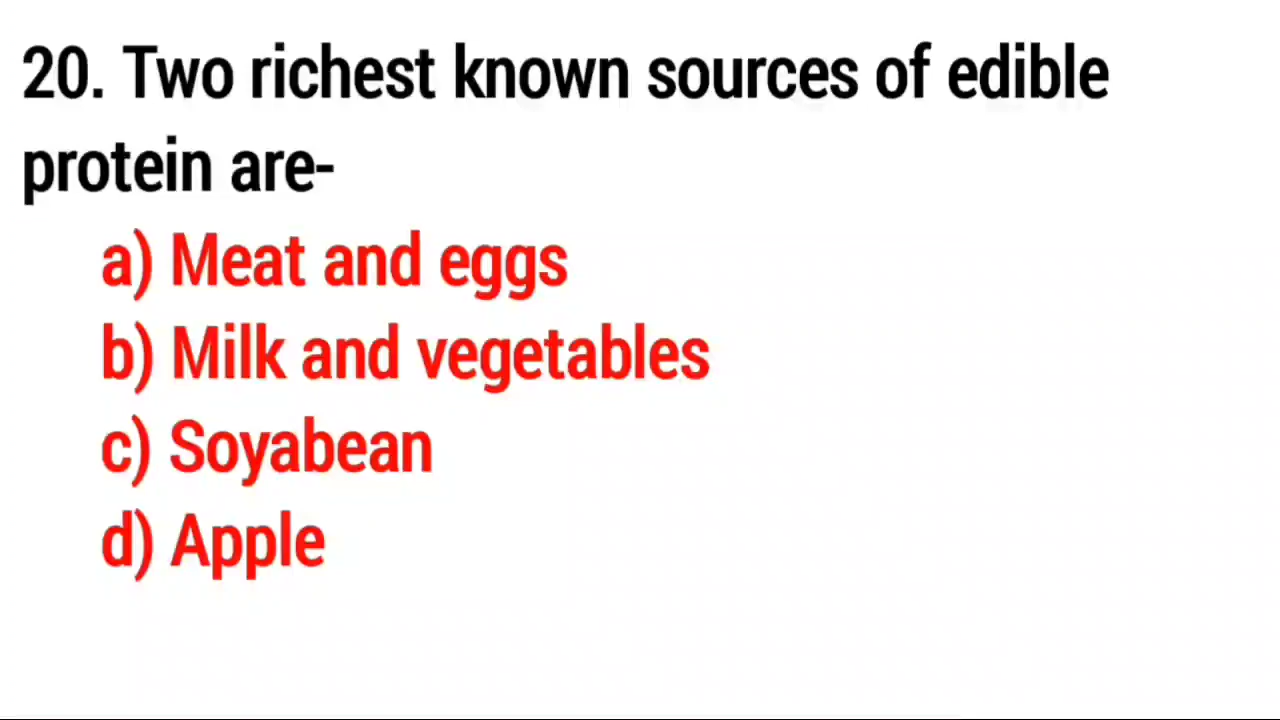 20. Two richest known sources of edible
protein are-
a) Meat and eggs
b) Milk and vegetables
c) Soyabean
d) Apple